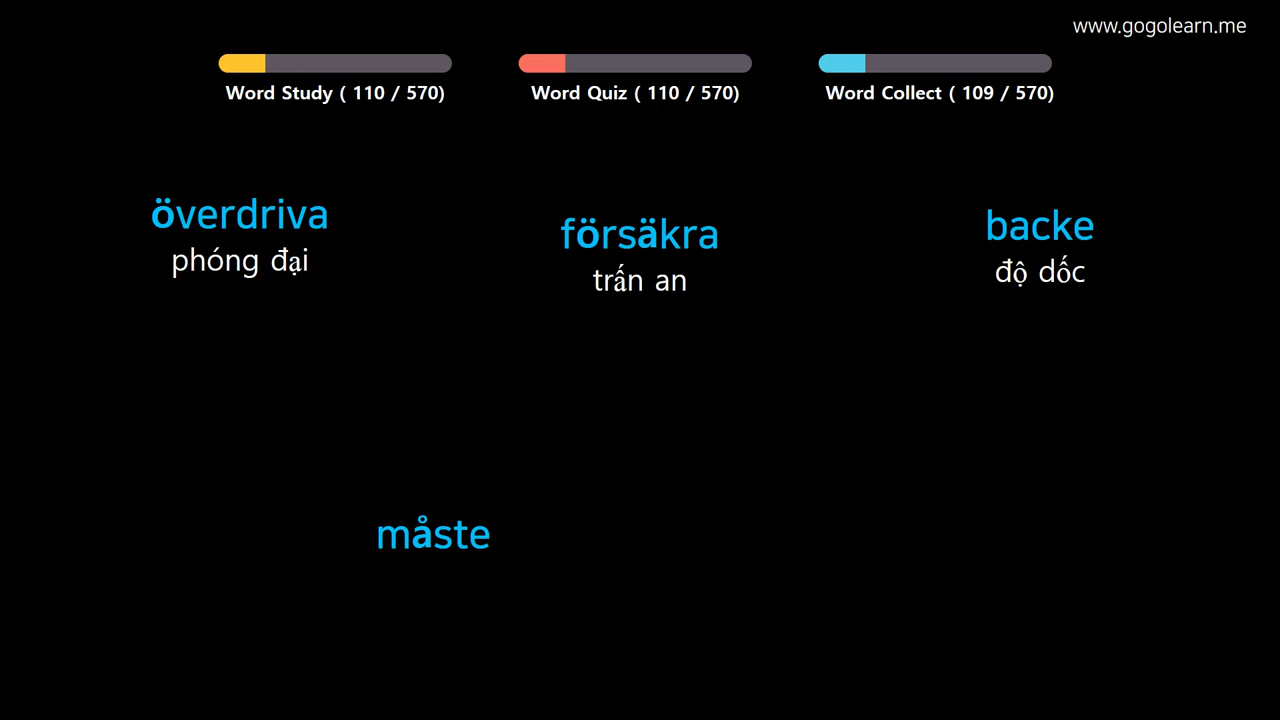 www.gogolearn.me
Word Study ( 110 / 570)
Word Quiz ( 110 / 570)
Word Collect ( 109 / 570)
överdriva
phóng đại
försäkra
trấn an
backe
độ dốc
måste